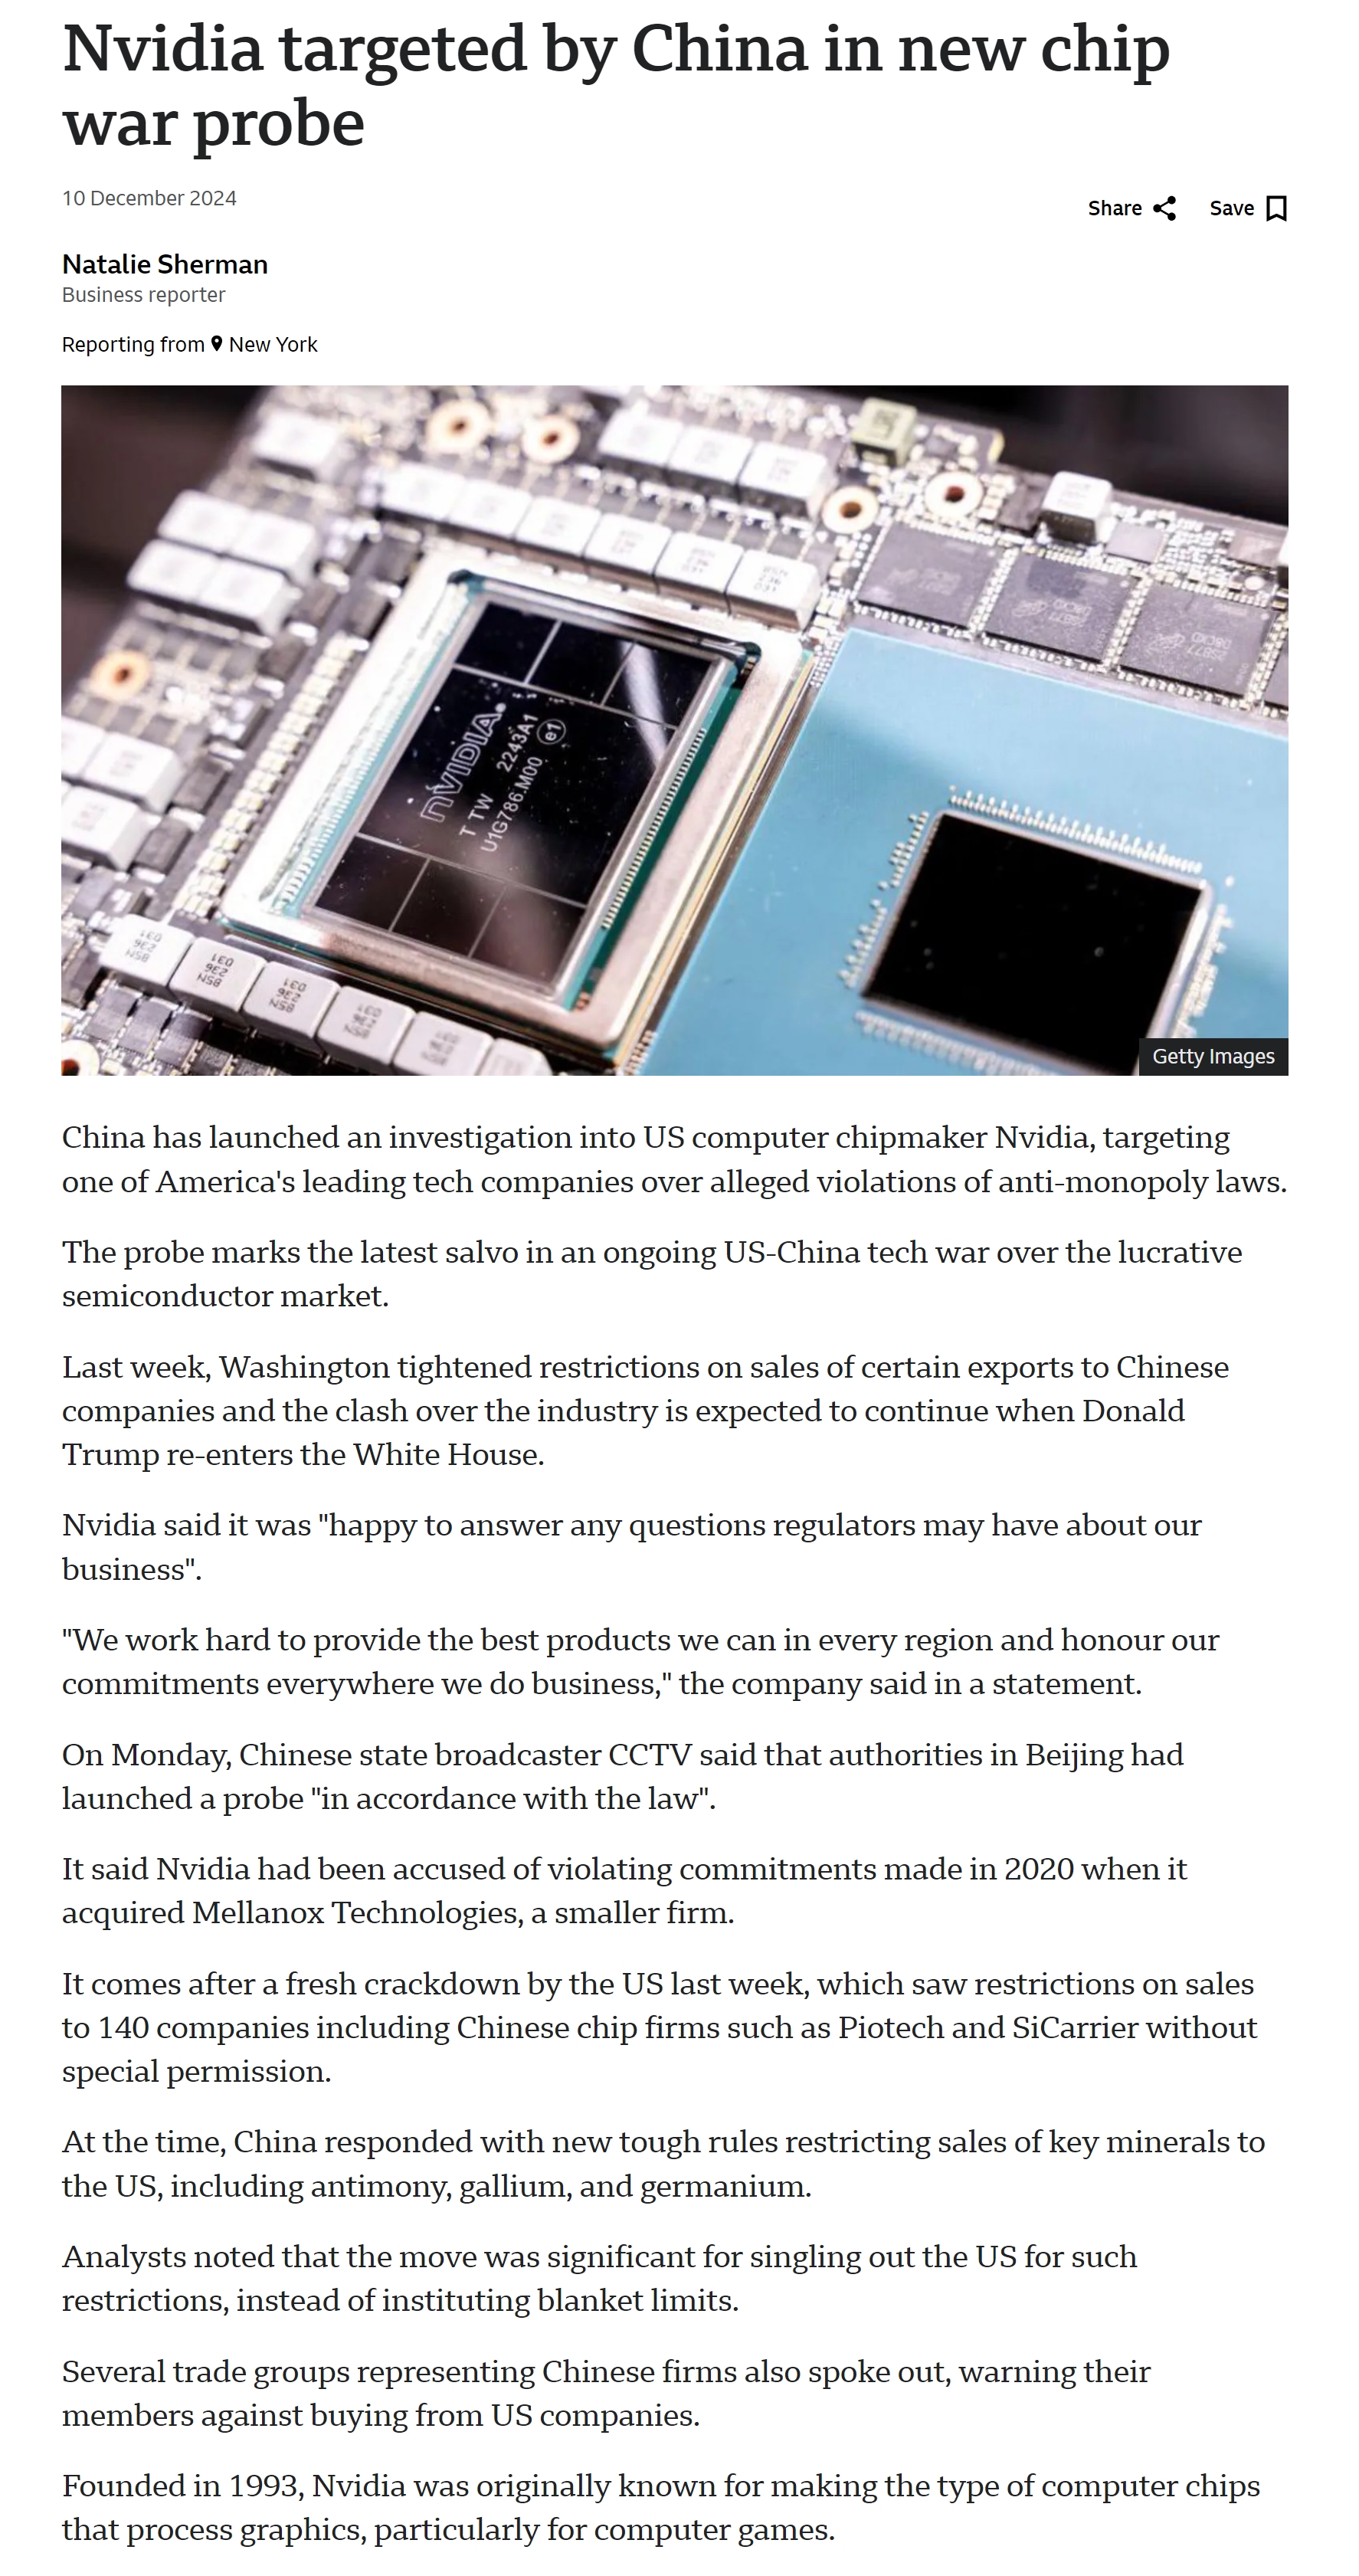 Nvidia targeted by China in new chip
war probe
10 December 2024
Share
Save
Natalie Sherman
Business reporter
Reporting from New York
NVIDIA.
T TW 2243A1
U1G786.M00 e1
031
236
85N
031
236
85N
031
236
85N
Getty Images
China has launched an investigation into US computer chipmaker Nvidia, targeting
one of America's leading tech companies over alleged violations of anti-monopoly laws.
The probe marks the latest salvo in an ongoing US-China tech war over the lucrative
semiconductor market.
Last week, Washington tightened restrictions on sales of certain exports to Chinese
companies and the clash over the industry is expected to continue when Donald
Trump re-enters the White House.
Nvidia said it was "happy to answer any questions regulators may have about our
business".
"We work hard to provide the best products we can in every region and honour our
commitments everywhere we do business," the company said in a statement.
On Monday, Chinese state broadcaster CCTV said that authorities in Beijing had
launched a probe "in accordance with the law".
It said Nvidia had been accused of violating commitments made in 2020 when it
acquired Mellanox Technologies, a smaller firm.
It comes after a fresh crackdown by the US last week, which saw restrictions on sales
to 140 companies including Chinese chip firms such as Piotech and SiCarrier without
special permission.
At the time, China responded with new tough rules restricting sales of key minerals to
the US, including antimony, gallium, and germanium.
Analysts noted that the move was significant for singling out the US for such
restrictions, instead of instituting blanket limits.
Several trade groups representing Chinese firms also spoke out, warning their
members against buying from US companies.
Founded in 1993, Nvidia was originally known for making the type of computer chips
that process graphics, particularly for computer games.